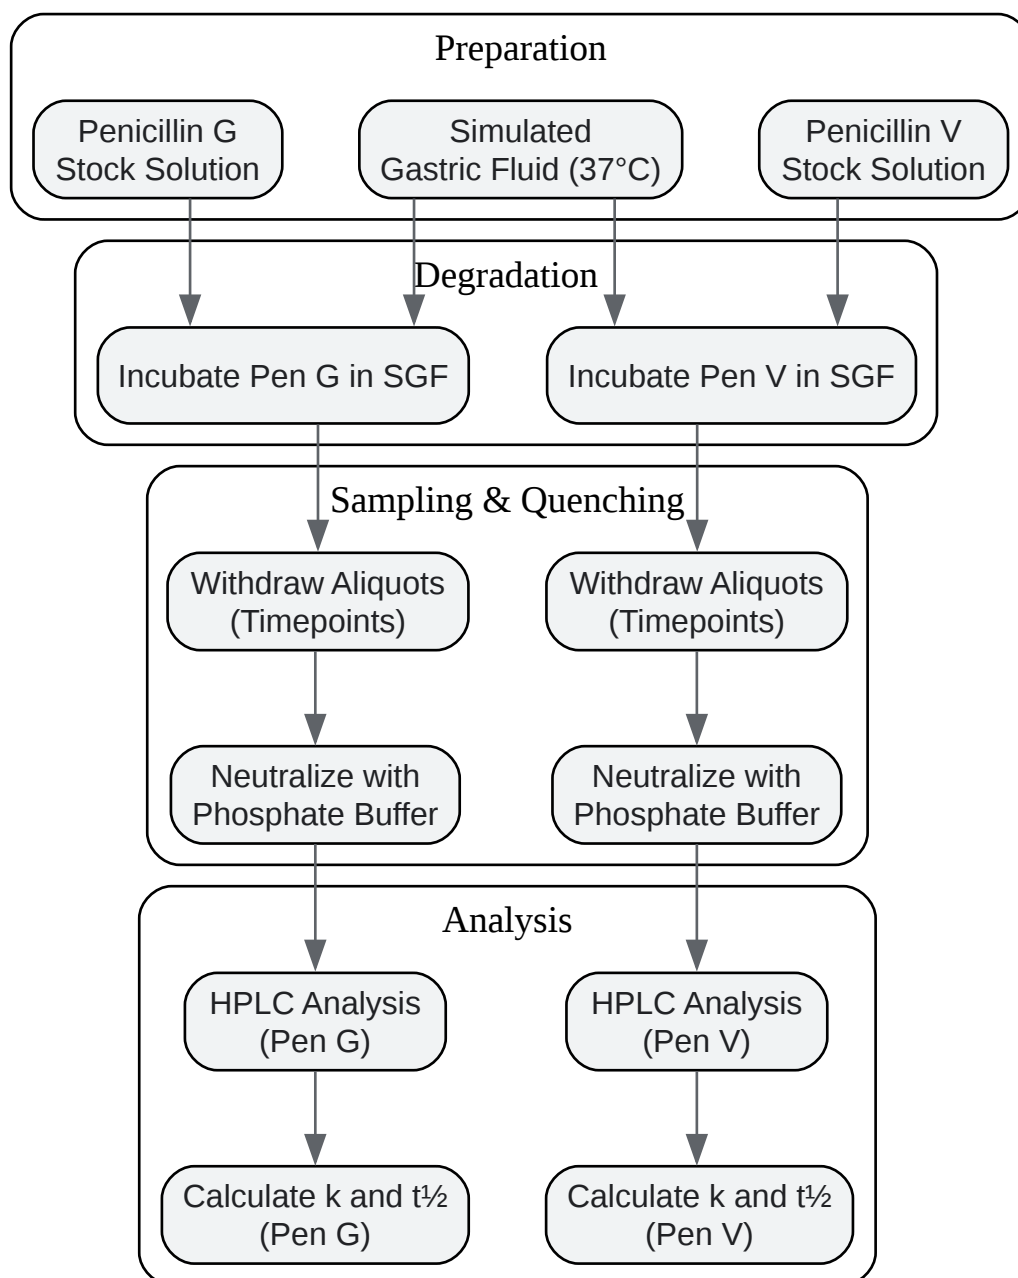 Preparation
Penicillin G
Stock Solution
Simulated
Gastric Fluid (37°C)
Penicillin V
Stock Solution
Degradation
Incubate Pen G in SGF
Incubate Pen V in SGF
Sampling & Quenching
Withdraw Aliquots
(Timepoints)
Withdraw Aliquots
(Timepoints)
Neutralize with
Phosphate Buffer
Neutralize with
Phosphate Buffer
Analysis
HPLC Analysis
(Pen G)
HPLC Analysis
(Pen V)
Calculate k and t½
(Pen G)
Calculate k and t½
(Pen V)